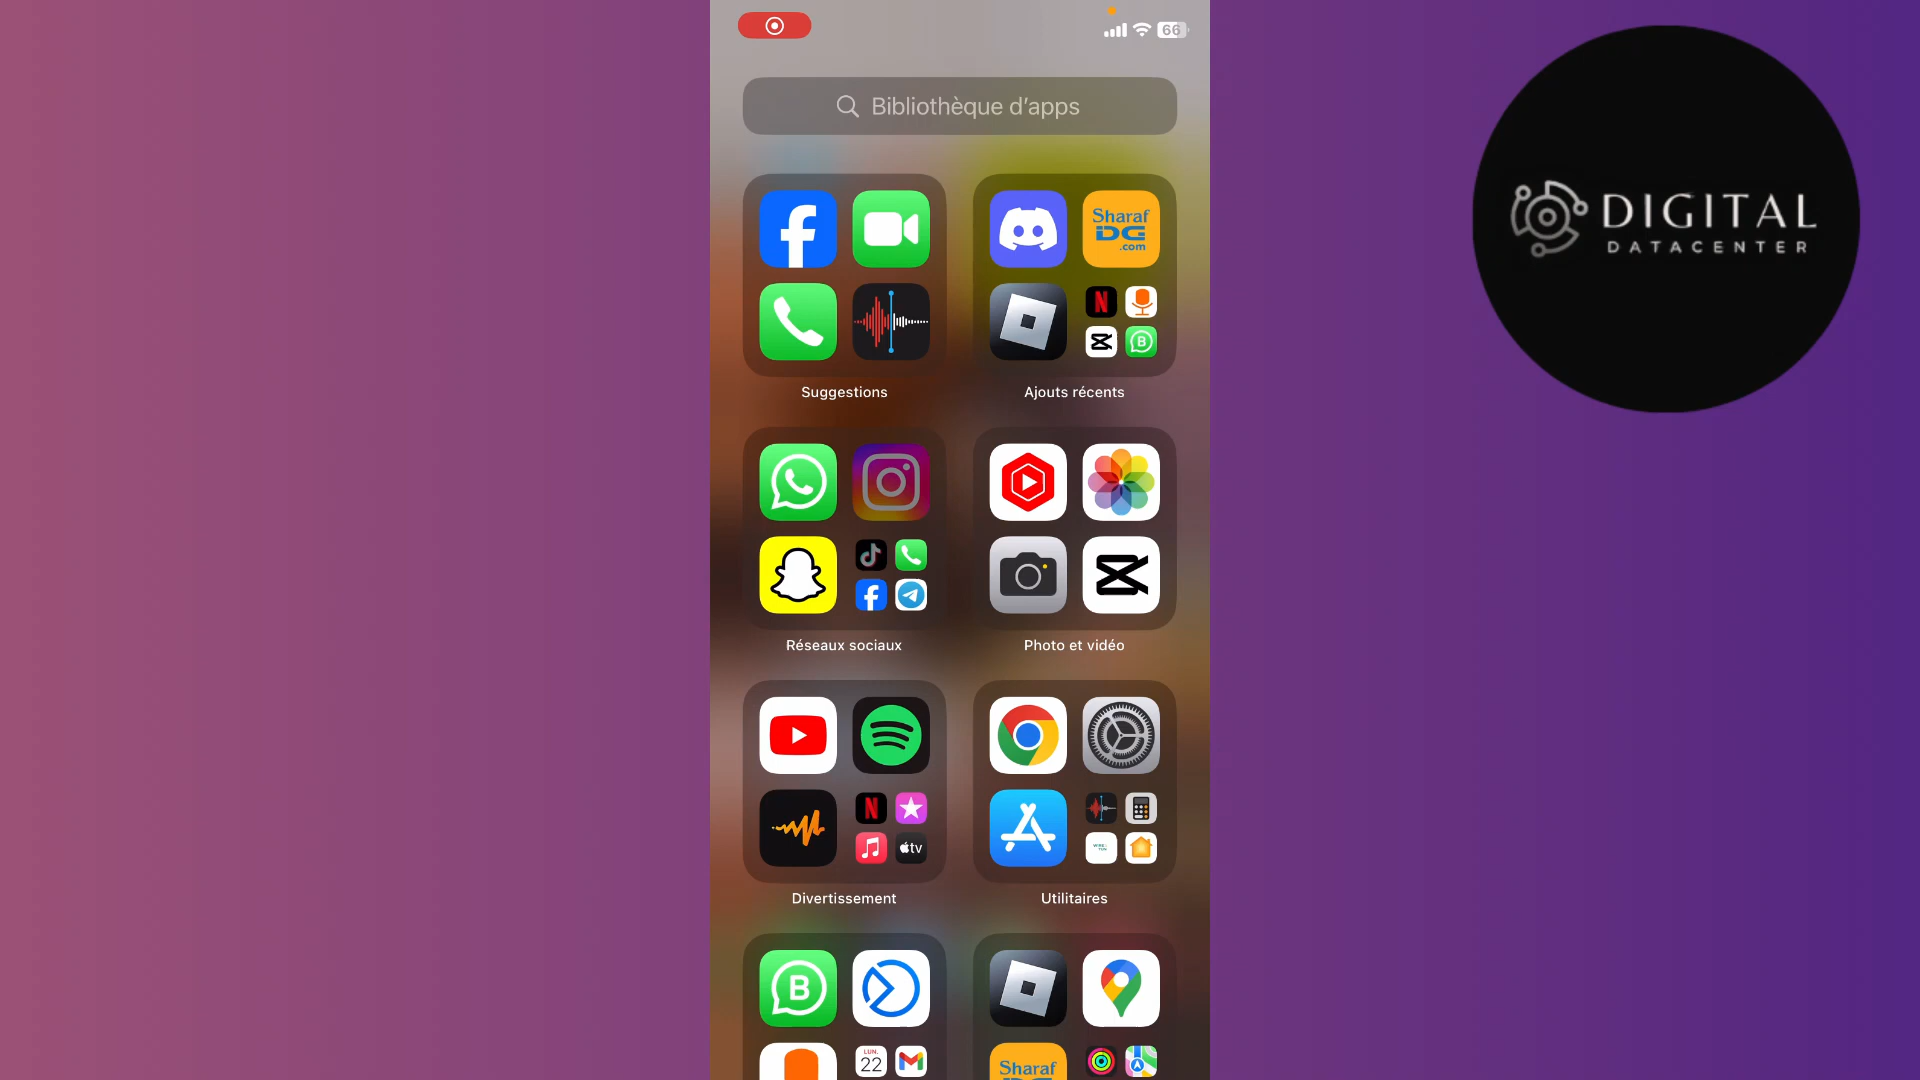 66
Bibliothèque d'apps
Sharaf
DG
.com
N
B
Suggestions
Ajouts récents
Réseaux sociaux
Photo et vidéo
N
tv
Divertissement
Utilitaires
B
LUN.
22
Sharaf
DIGITAL
DATACENTER